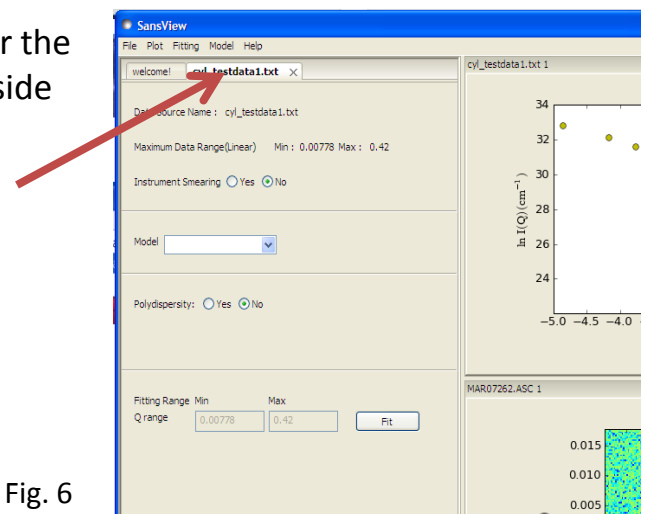 r the
side
SansView
File Plot Fitting Model Help
welcome! cyl_testdata1.txt
Data Source Name : cyl_testdata1.txt
Maximum Data Range(Linear) Min : 0.00778 Max : 0.42
Instrument Smearing Yes No
Model
Polydispersity: Yes No
Fitting Range Min Max
Q range 0.00778 0.42 Fit
cyl_testdata1.txt 1
34
32
30
28
26
24
ln I(Q)(cm⁻¹)
−5.0 −4.5 −4.0
MAR07262.ASC 1
0.015
0.010
0.005
Fig. 6